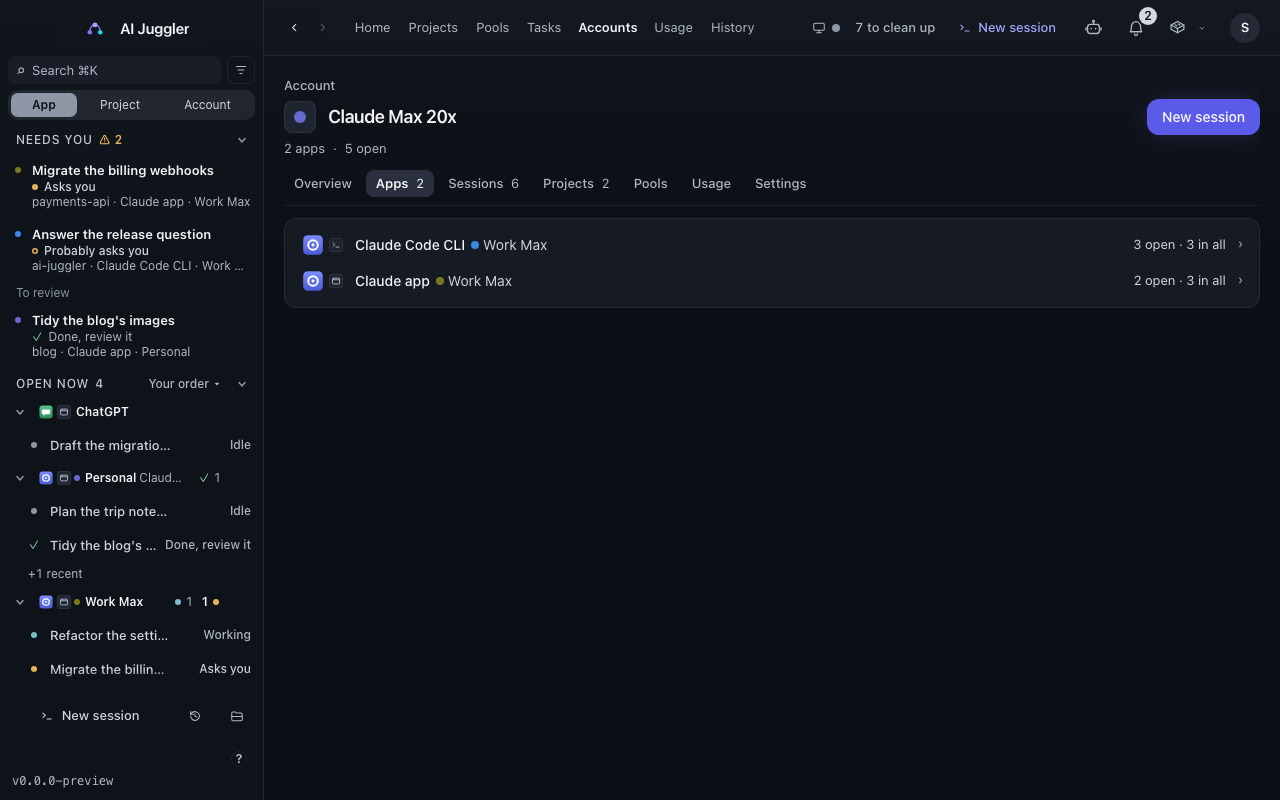 AI Juggler
Search ⌘K
App Project Account
NEEDS YOU 2
Migrate the billing webhooks
Asks you
payments-api · Claude app · Work Max
Answer the release question
Probably asks you
ai-juggler · Claude Code CLI · Work ...
To review
Tidy the blog's images
Done, review it
blog · Claude app · Personal
OPEN NOW 4 Your order
ChatGPT
Draft the migratio... Idle
Personal Claud... 1
Plan the trip note... Idle
Tidy the blog's ... Done, review it
+1 recent
Work Max 1 1
Refactor the setti... Working
Migrate the billin... Asks you
New session
?
v0.0.0-preview
Home Projects Pools Tasks Accounts Usage History
7 to clean up
New session
2
S
Account
Claude Max 20x
New session
2 apps · 5 open
Overview Apps 2 Sessions 6 Projects 2 Pools Usage Settings
Claude Code CLI Work Max 3 open · 3 in all
Claude app Work Max 2 open · 3 in all